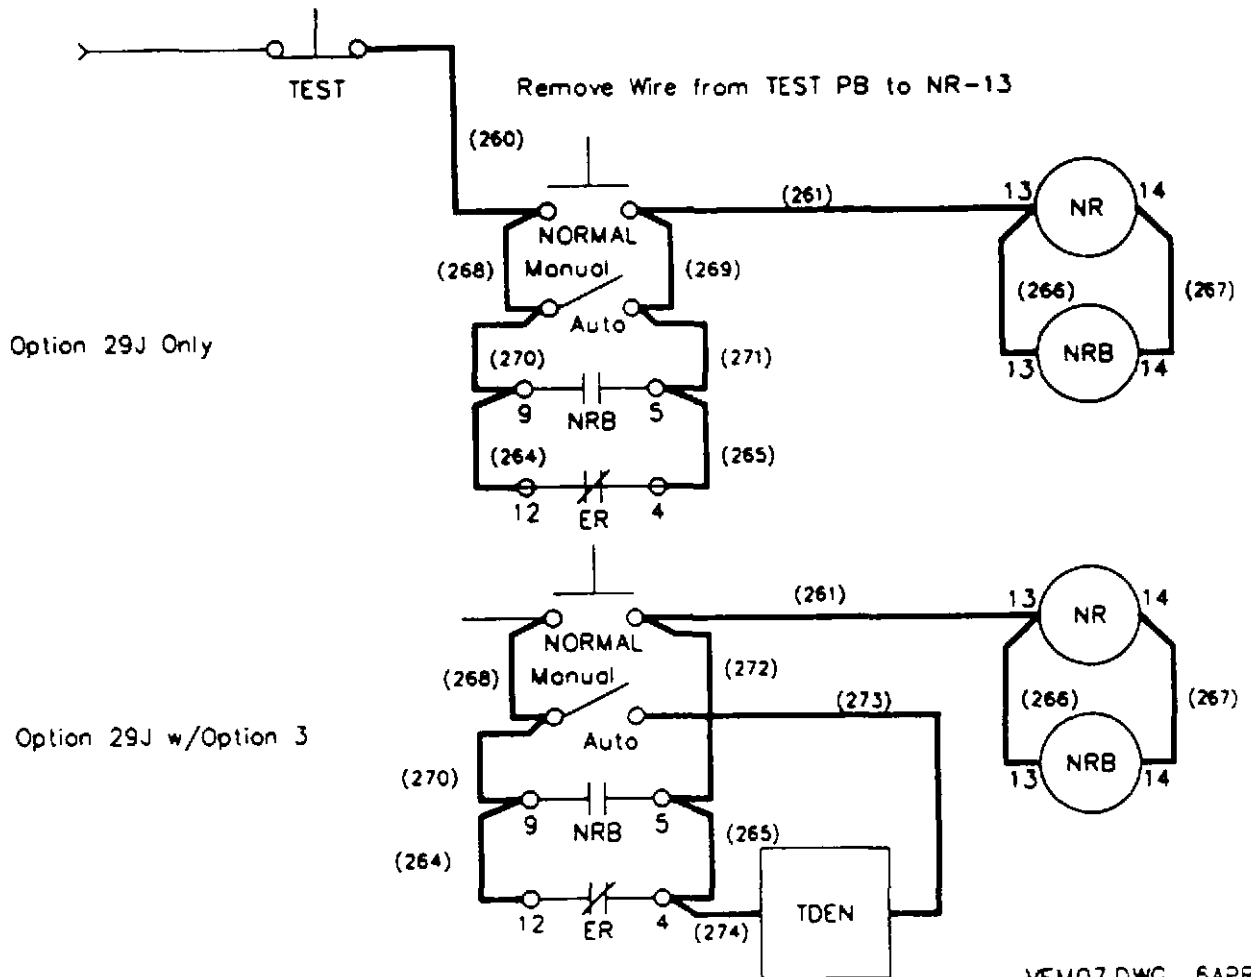 TEST
Remove Wire from TEST PB to NR-13
(260)
(261)
13
14
NR
NORMAL
(268)
Manual
(269)
(266)
(267)
Auto
Option 29J Only
13
NRB
14
(270)
(271)
9
NRB
5
(264)
(265)
12
ER
4
(261)
13
14
NR
NORMAL
(268)
Manual
(272)
(273)
(266)
(267)
Option 29J w/Option 3
Auto
13
NRB
14
(270)
9
NRB
5
(264)
(265)
12
ER
4
(274)
TDEN